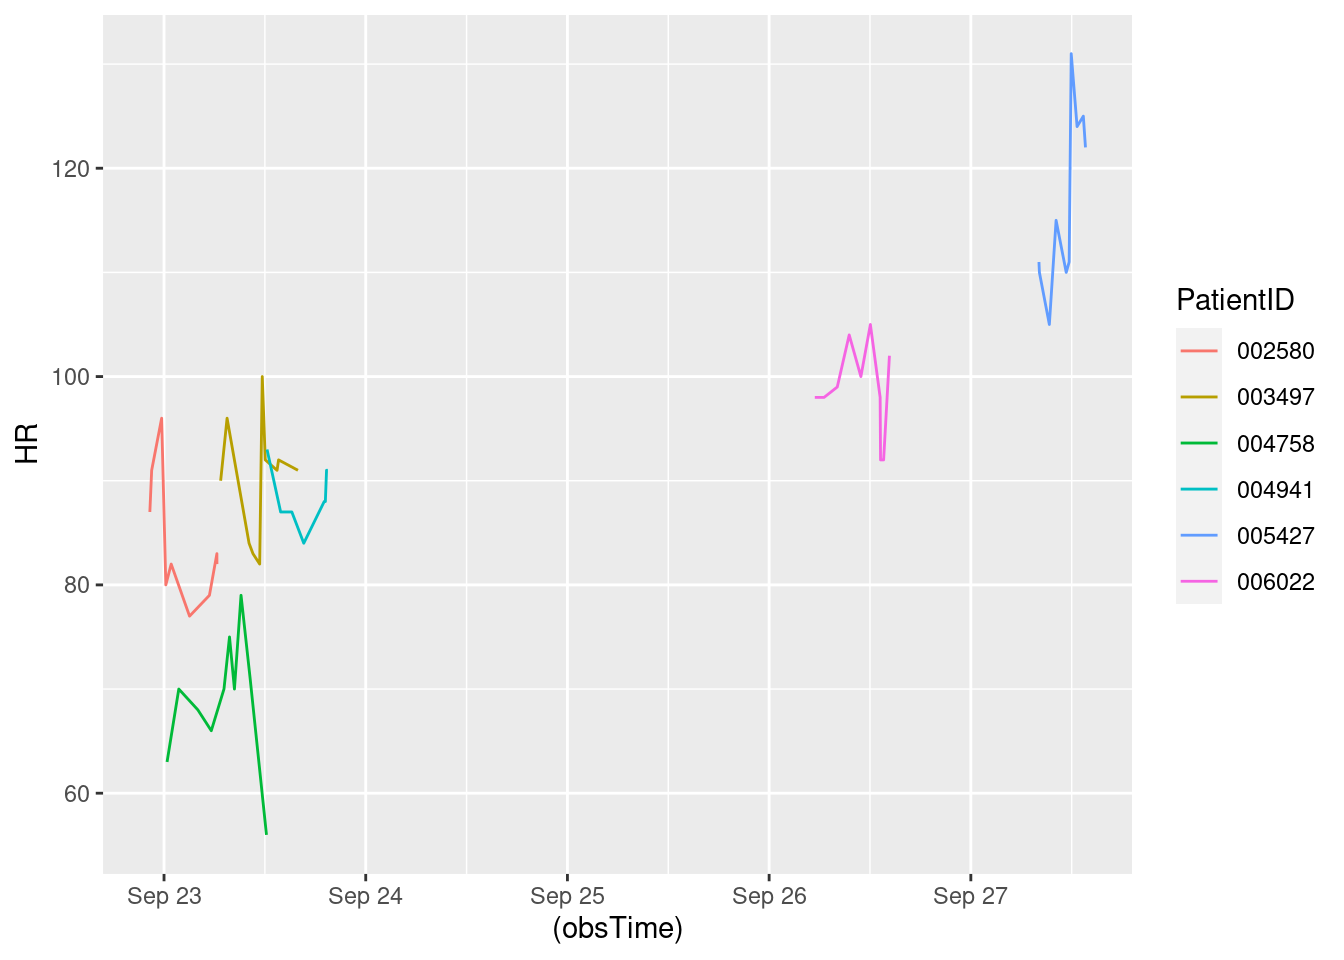 HR
120
100
80
60
Sep 23
Sep 24
Sep 25
Sep 26
Sep 27
(obsTime)
PatientID
002580
003497
004758
004941
005427
006022